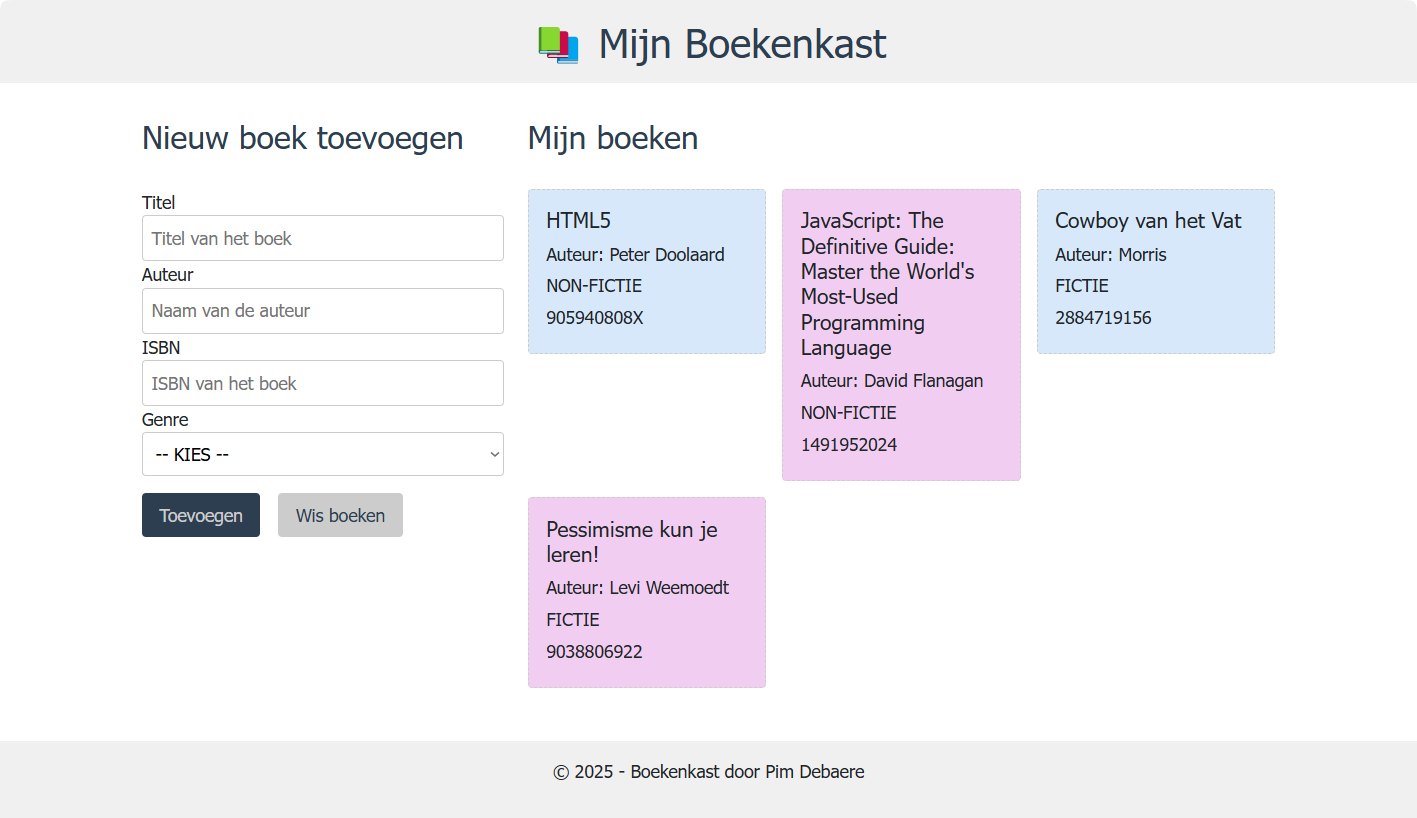 Mijn Boekenkast
Nieuw boek toevoegen
Titel
Titel van het boek
Auteur
Naam van de auteur
ISBN
ISBN van het boek
Genre
-- KIES --
Toevoegen
Wis boeken
Mijn boeken
HTML5
Auteur: Peter Doolaard
NON-FICTIE
905940808X
JavaScript: The
Definitive Guide:
Master the World's
Most-Used
Programming
Language
Auteur: David Flanagan
NON-FICTIE
1491952024
Cowboy van het Vat
Auteur: Morris
FICTIE
2884719156
Pessimisme kun je
leren!
Auteur: Levi Weemoedt
FICTIE
9038806922
© 2025 - Boekenkast door Pim Debaere